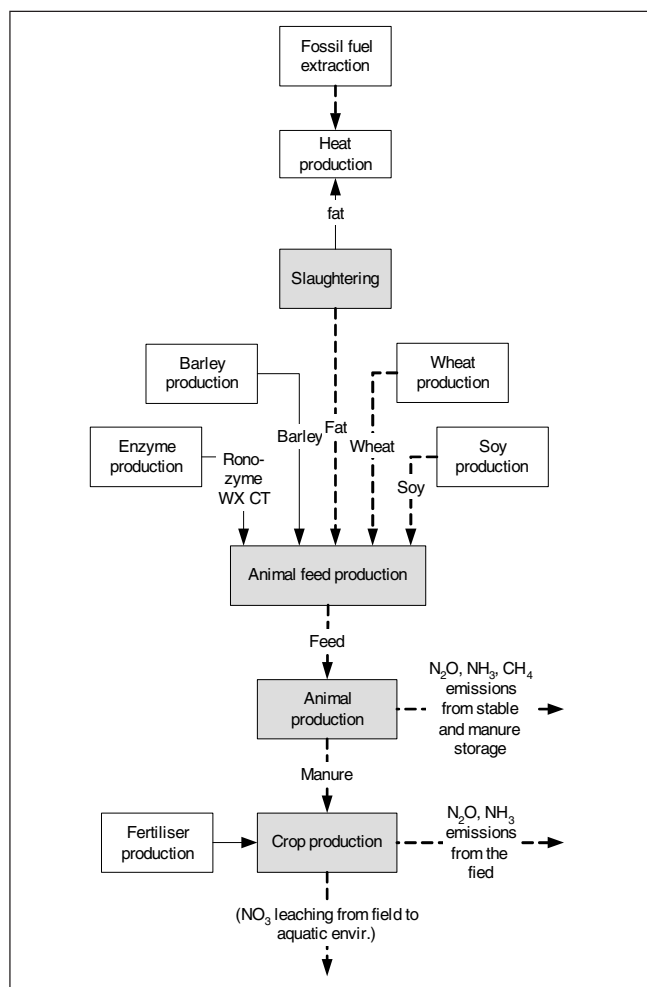 Fossil fuel
extraction
Heat
production
fat
Slaughtering
Barley
production
Wheat
production
Enzyme
production
Soy
production
Barley
Fat
Wheat
Rono-
zyme
WX CT
Soy
Animal feed production
Feed
Animal
production
N₂O, NH₃, CH₄
emissions
from stable
and manure
storage
Manure
Fertiliser
production
Crop production
N₂O, NH₃
emissions
from the
fied
(NO₃ leaching from field to
aquatic envir.)